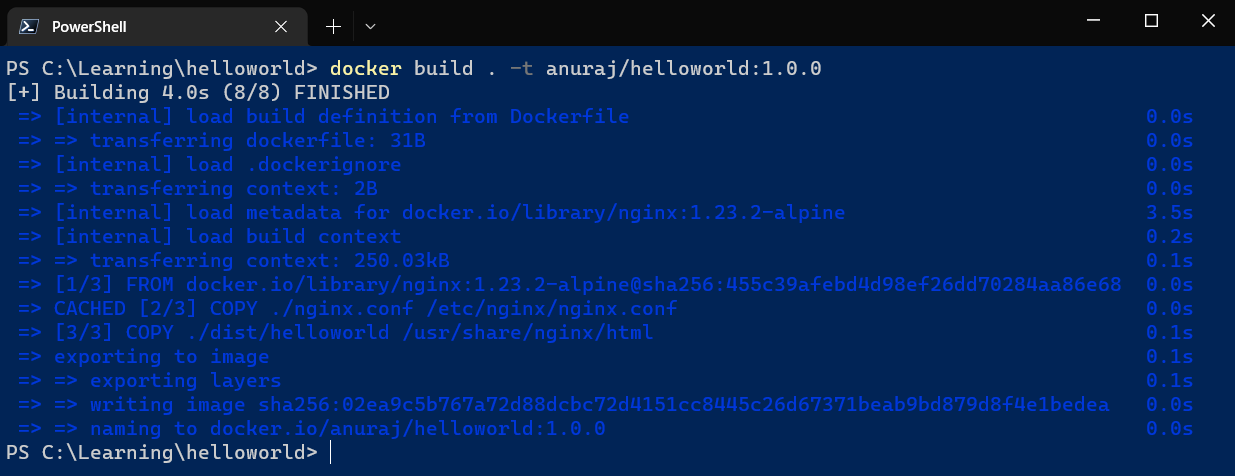 PowerShell
PS C:\Learning\helloworld> docker build . -t anuraj/helloworld:1.0.0
[+] Building 4.0s (8/8) FINISHED
=> [internal] load build definition from Dockerfile 0.0s
=> => transferring dockerfile: 31B 0.0s
=> [internal] load .dockerignore 0.0s
=> => transferring context: 2B 0.0s
=> [internal] load metadata for docker.io/library/nginx:1.23.2-alpine 3.5s
=> [internal] load build context 0.2s
=> => transferring context: 250.03kB 0.1s
=> [1/3] FROM docker.io/library/nginx:1.23.2-alpine@sha256:455c39afebd4d98ef26dd70284aa86e68 0.0s
=> CACHED [2/3] COPY ./nginx.conf /etc/nginx/nginx.conf 0.0s
=> [3/3] COPY ./dist/helloworld /usr/share/nginx/html 0.1s
=> exporting to image 0.1s
=> => exporting layers 0.1s
=> => writing image sha256:02ea9c5b767a72d88dcbc72d4151cc8445c26d67371beab9bd879d8f4e1bedea 0.0s
=> => naming to docker.io/anuraj/helloworld:1.0.0 0.0s
PS C:\Learning\helloworld>